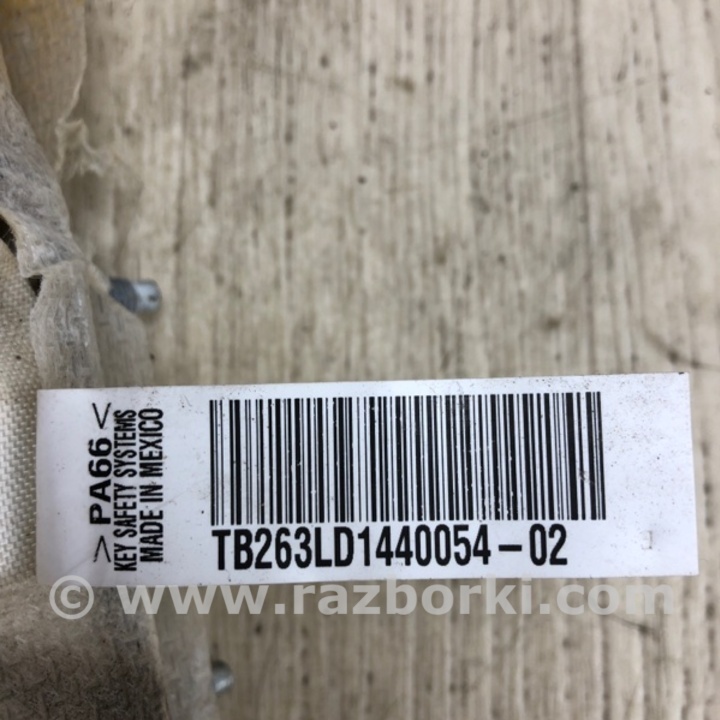 >PA66<
KEY SAFETY SYSTEMS
MADE IN MEXICO
TB263LD1440054-02
© www.razborki.com